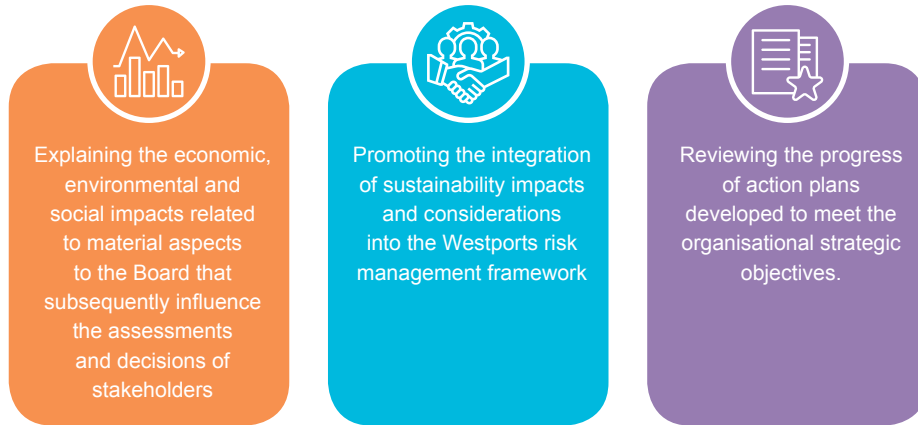 Explaining the economic,
environmental and
social impacts related
to material aspects
to the Board that
subsequently influence
the assessments
and decisions of
stakeholders
Promoting the integration
of sustainability impacts
and considerations
into the Westports risk
management framework
Reviewing the progress
of action plans
developed to meet the
organisational strategic
objectives.